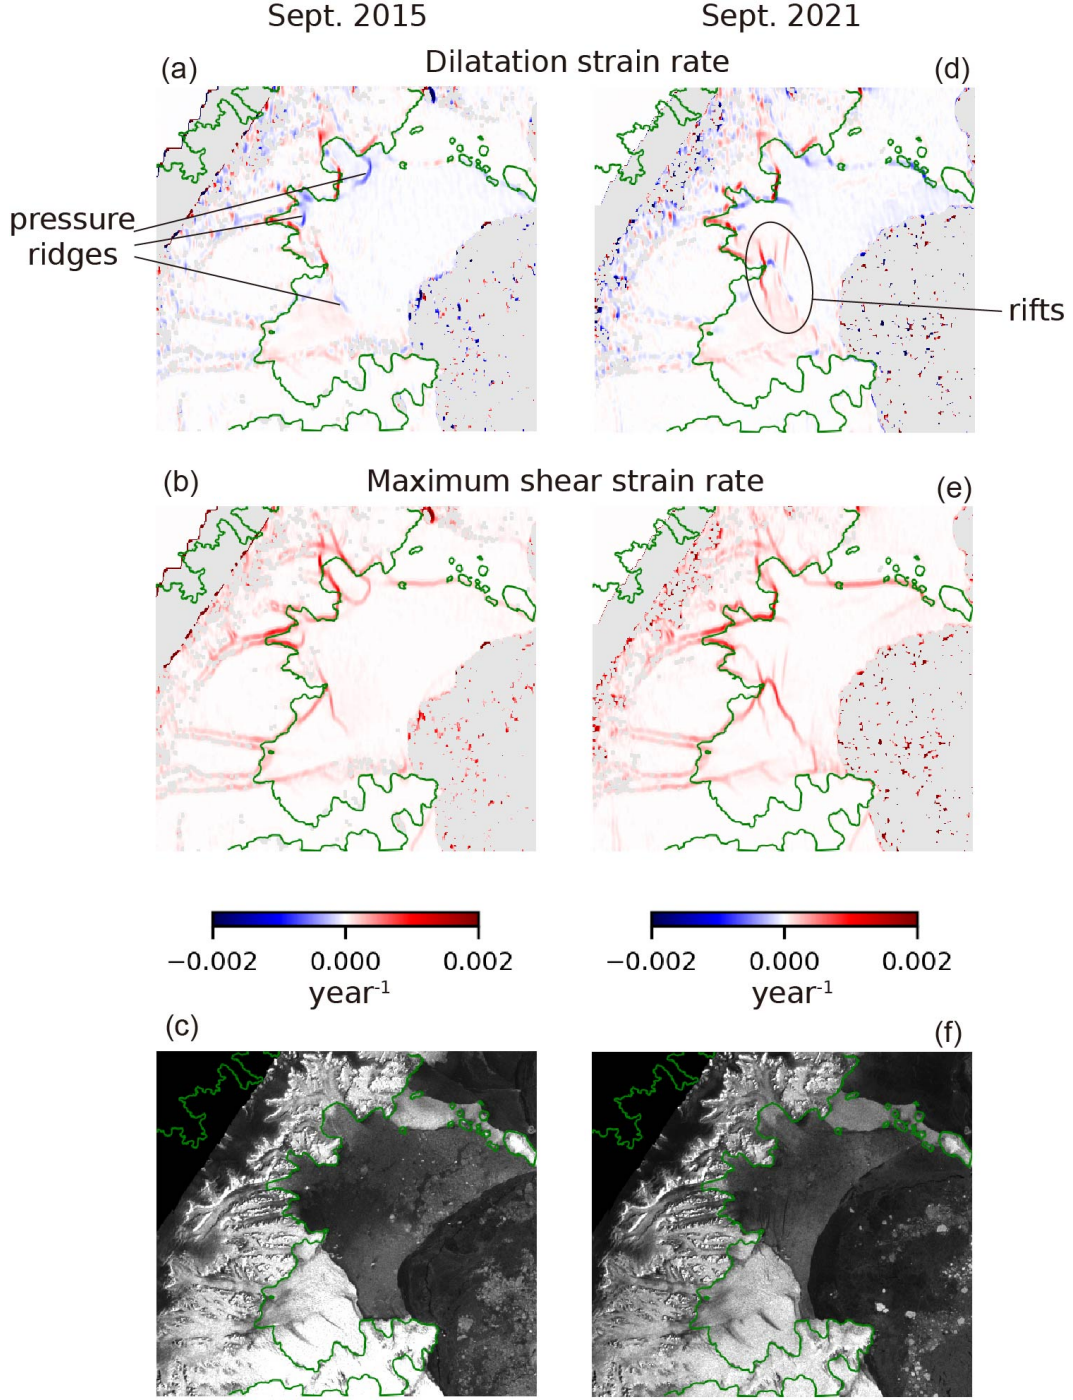 Sept. 2015
Sept. 2021
Dilatation strain rate
(a)
(d)
pressure
ridges
rifts
Maximum shear strain rate
(b)
(e)
−0.002 0.000 0.002
year⁻¹
−0.002 0.000 0.002
year⁻¹
(c)
(f)